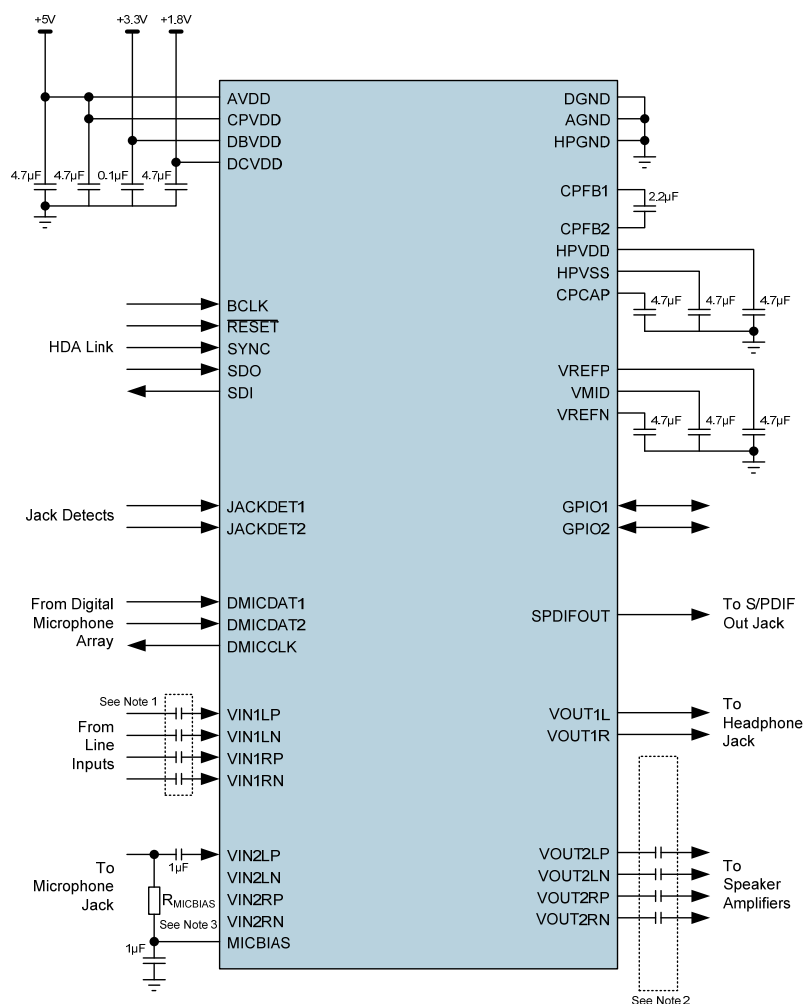 +5V
+3.3V
+1.8V
AVDD
CPVDD
DBVDD
DCVDD
4.7µF
4.7µF
0.1µF
4.7µF
DGND
AGND
HPGND
CPFB1
2.2µF
CPFB2
HPVDD
HPVSS
CPCAP
4.7µF
4.7µF
4.7µF
HDA Link
BCLK
RESET
SYNC
SDO
SDI
VREFP
VMID
VREFN
4.7µF
4.7µF
4.7µF
Jack Detects
JACKDET1
JACKDET2
GPIO1
GPIO2
From Digital
Microphone
Array
DMICDAT1
DMICDAT2
DMICCLK
SPDIFOUT
To S/PDIF
Out Jack
See Note 1
From
Line
Inputs
VIN1LP
VIN1LN
VIN1RP
VIN1RN
VOUT1L
VOUT1R
To
Headphone
Jack
To
Microphone
Jack
1µF
RMICBIAS
See Note 3
1µF
VIN2LP
VIN2LN
VIN2RP
VIN2RN
MICBIAS
VOUT2LP
VOUT2LN
VOUT2RP
VOUT2RN
To
Speaker
Amplifiers
See Note 2